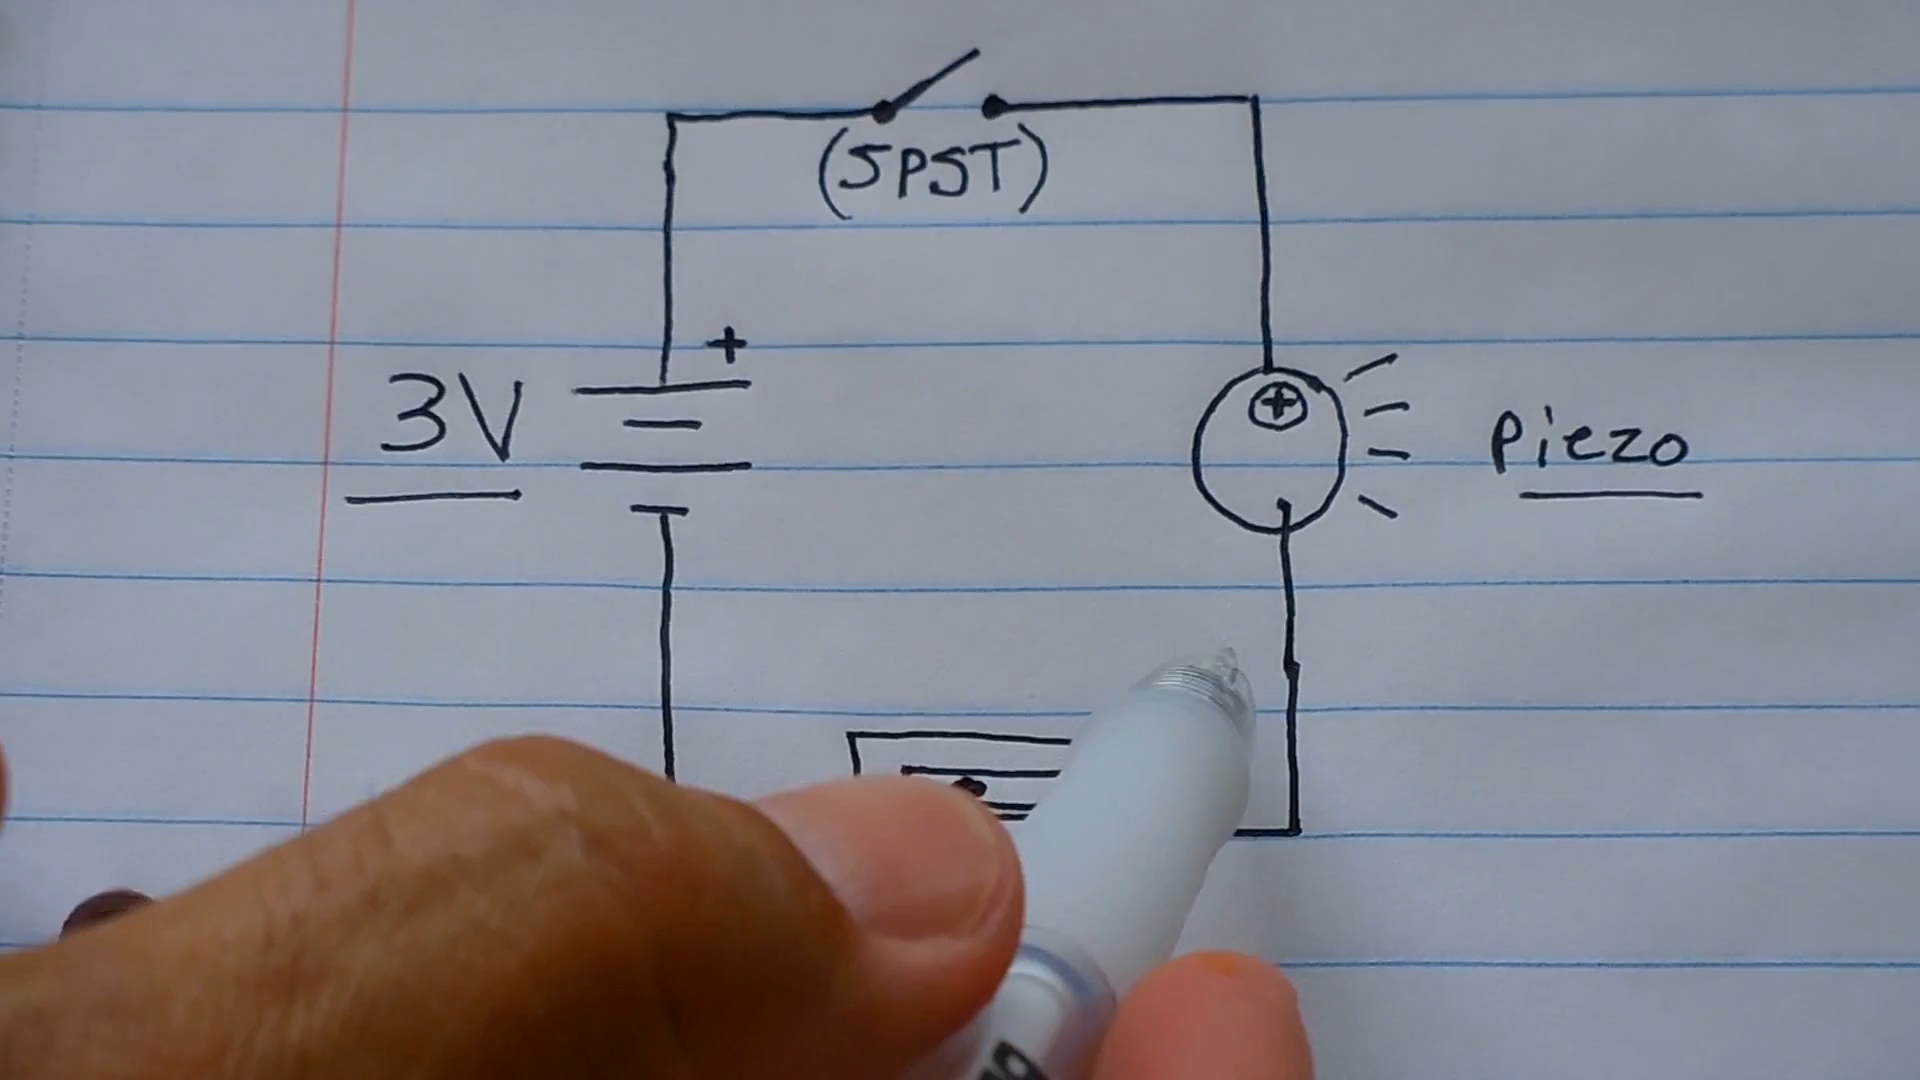 (SPST)
+
3V
+
Piezo